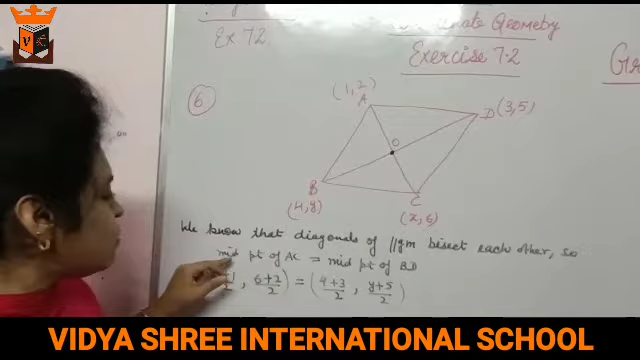 VC
Ex 7.2
Geometry
Exercise 7.2
6
(1,2)
A
D (3,5)
O
B
(4,y)
C
(x,6)
We know that diagonals of //gm bisect each other, so
mid pt of AC = mid pt of BD
, 6+2/2) = (4+3/2 , y+5/2)
VIDYA SHREE INTERNATIONAL SCHOOL